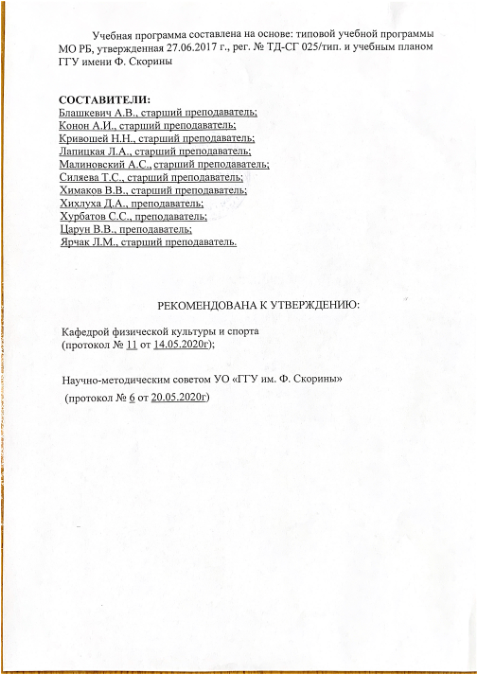 Учебная программа составлена на основе: типовой учебной программы
МО РБ, утвержденная 27.06.2017 г., рег. № ТД-СГ 025/тип. и учебным планом
ГГУ имени Ф. Скорины
СОСТАВИТЕЛИ:
Блашкевич А.В., старший преподаватель;
Конон А.И., старший преподаватель;
Кривошей Н.Н., старший преподаватель;
Лапицкая Л.А., старший преподаватель;
Малиновский А.С., старший преподаватель;
Силяева Т.С., старший преподаватель;
Химаков В.В., старший преподаватель;
Хихлуха Д.А., преподаватель;
Хурбатов С.С., преподаватель;
Царун В.В., преподаватель;
Ярчак Л.М., старший преподаватель.
РЕКОМЕНДОВАНА К УТВЕРЖДЕНИЮ:
Кафедрой физической культуры и спорта
(протокол № 11 от 14.05.2020г);
Научно-методическим советом УО «ГГУ им. Ф. Скорины»
(протокол № 6 от 20.05.2020г)